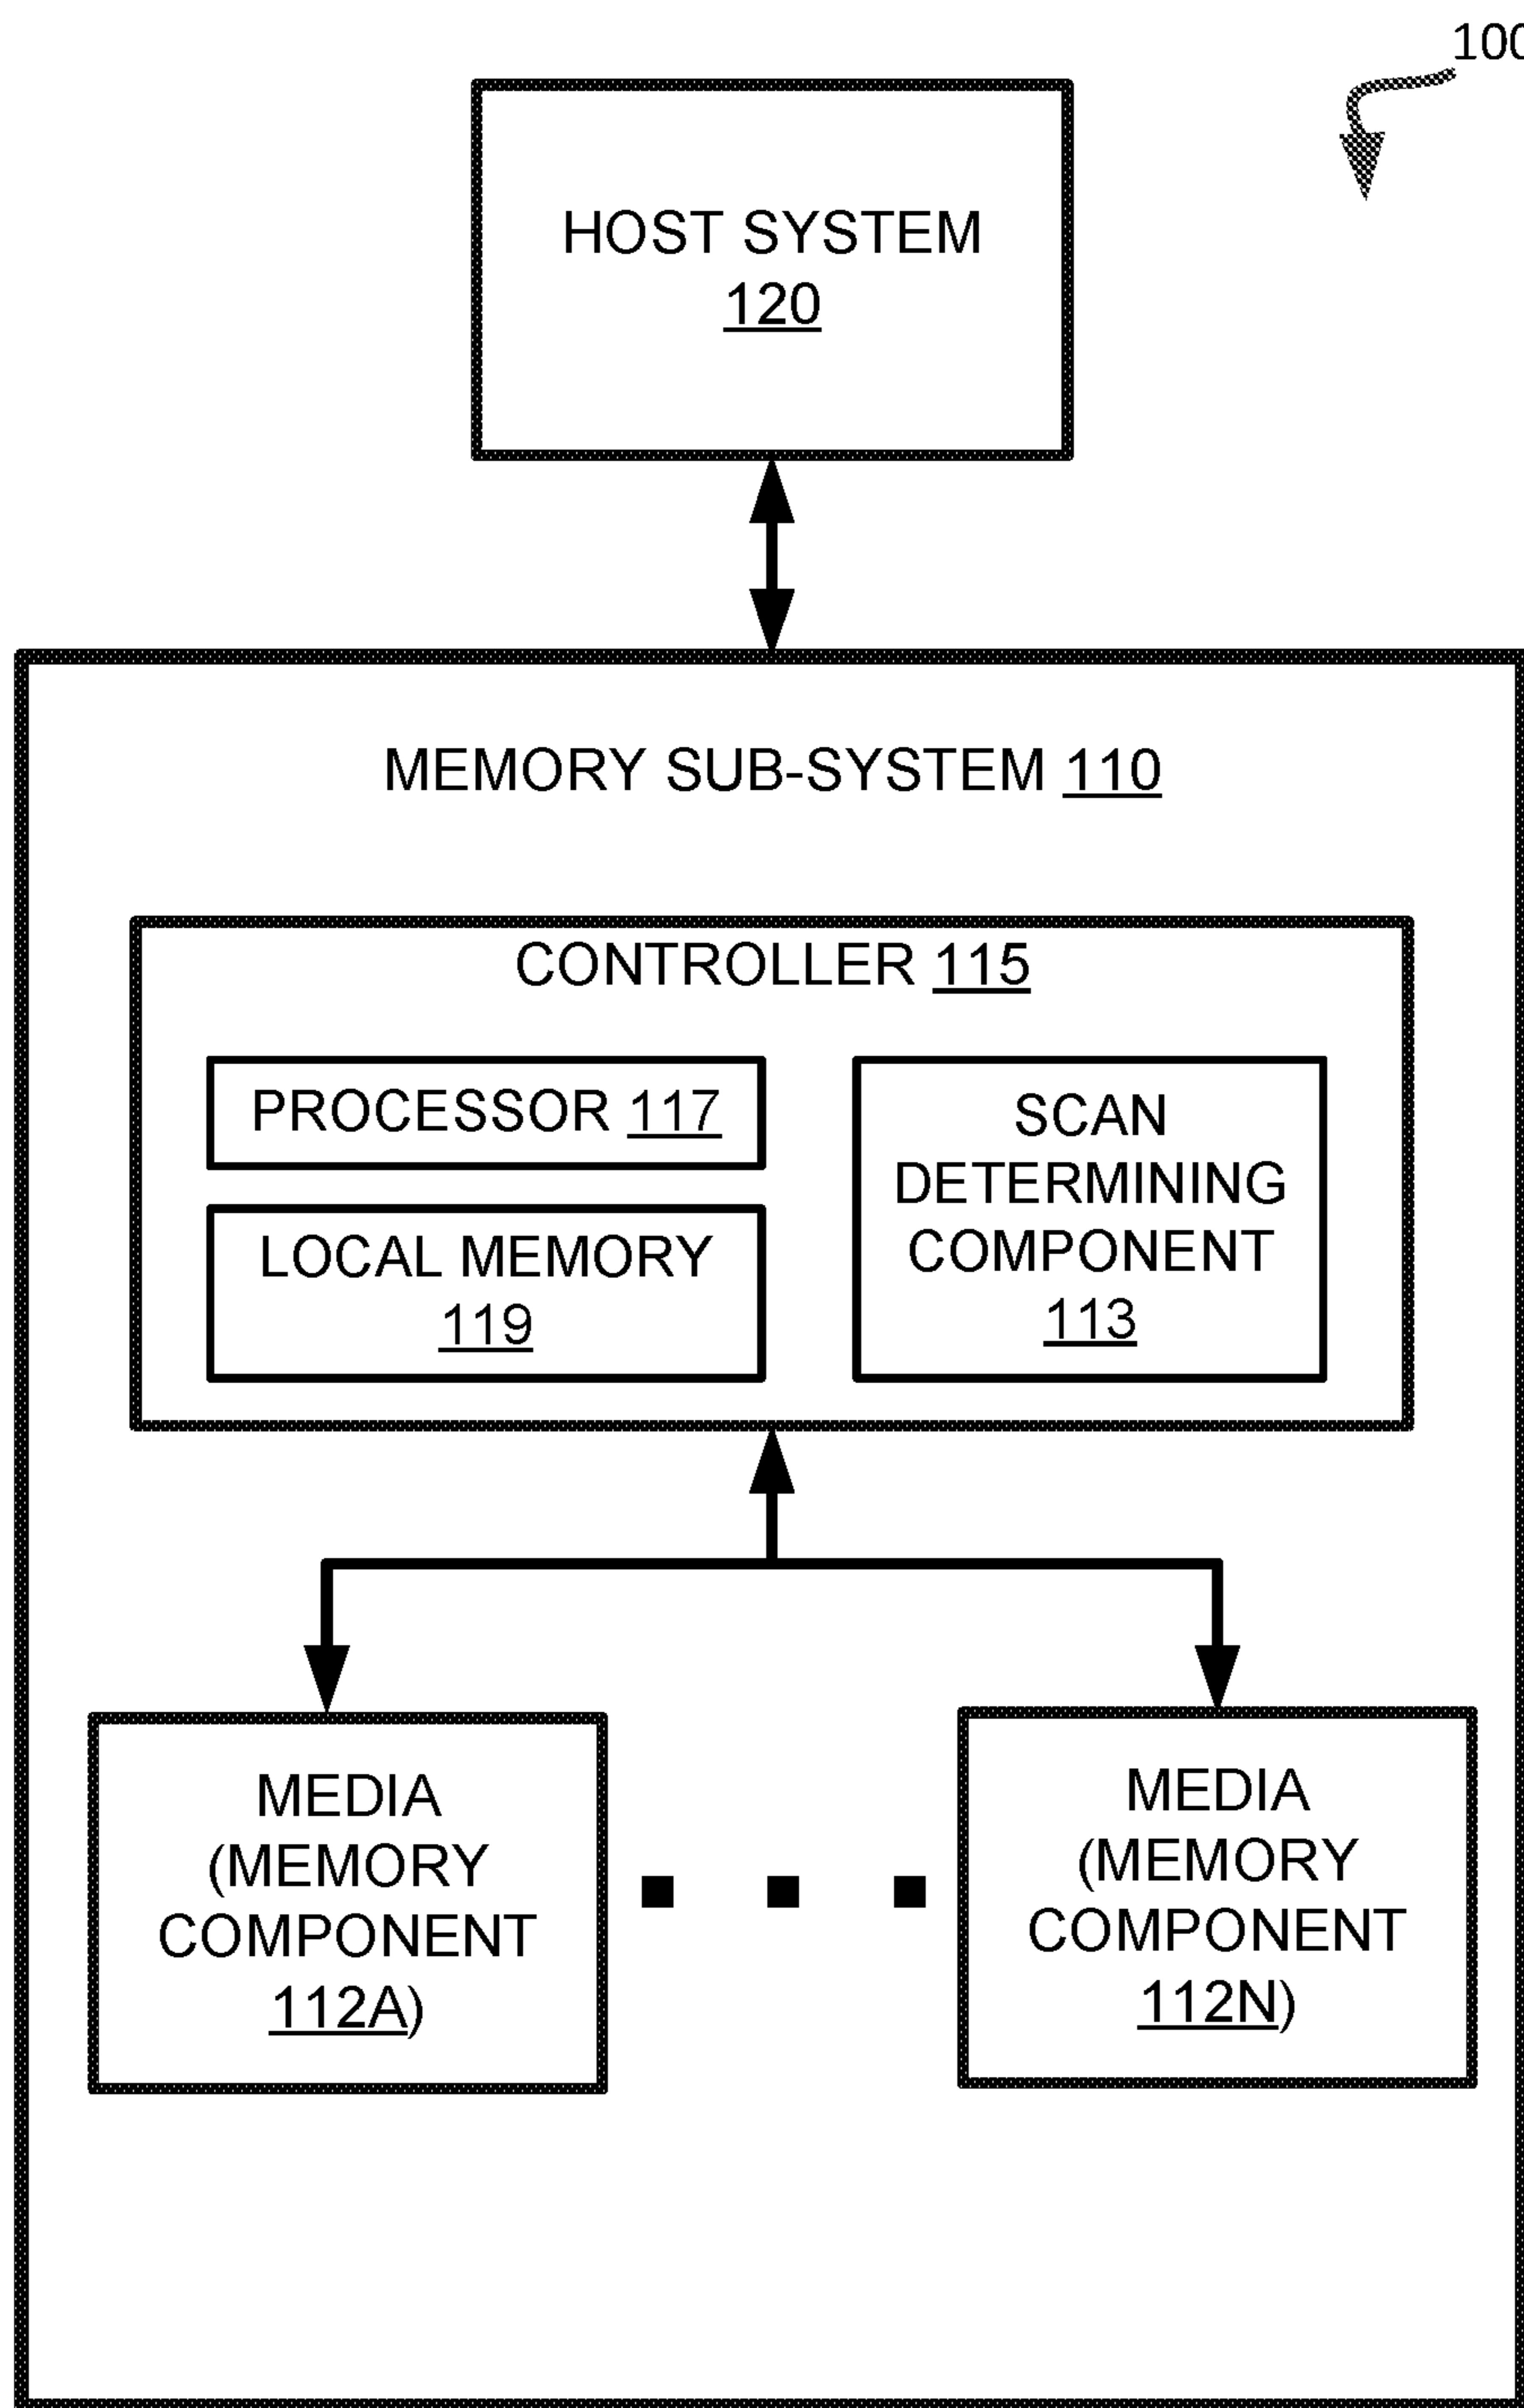 100
HOST SYSTEM
120
MEMORY SUB-SYSTEM 110
CONTROLLER 115
PROCESSOR 117
LOCAL MEMORY
119
SCAN
DETERMINING
COMPONENT
113
MEDIA
(MEMORY
COMPONENT
112A)
MEDIA
(MEMORY
COMPONENT
112N)